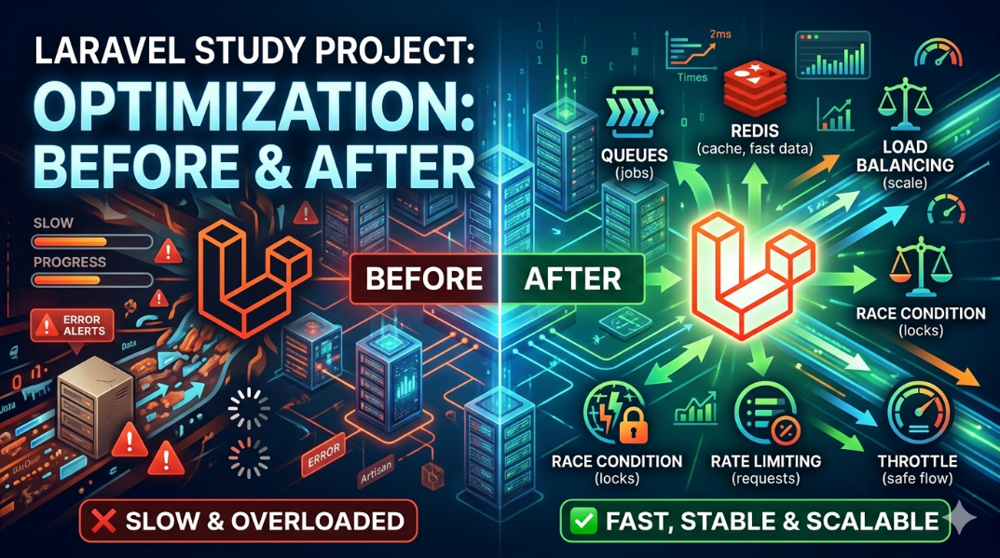 LARAVEL STUDY PROJECT:
OPTIMIZATION:
BEFORE & AFTER
SLOW
PROGRESS
ERROR
ALERTS
Data
ERROR
Artisan
SLOW & OVERLOADED
BEFORE
AFTER
Times
2ms
QUEUES
(jobs)
REDIS
(cache, fast data)
LOAD
BALANCING
(scale)
RACE CONDITION
(locks)
RACE CONDITION
(locks)
RATE LIMITING
(requests)
THROTTLE
(safe flow)
FAST, STABLE & SCALABLE